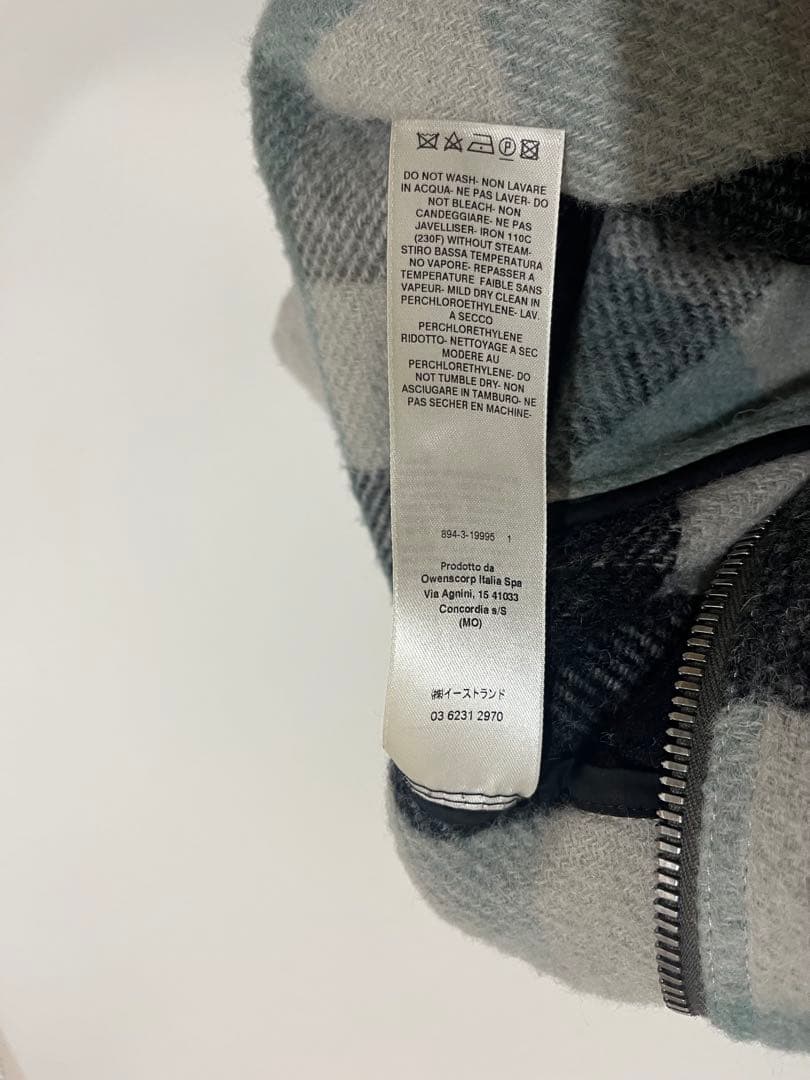 DO NOT WASH- NON LAVARE
IN ACQUA- NE PAS LAVER- DO
NOT BLEACH- NON
CANDEGGIARE- NE PAS
JAVELLISER- IRON 110C
(230F) WITHOUT STEAM-
STIRO BASSA TEMPERATURA
NO VAPORE- REPASSER A
TEMPERATURE FAIBLE SANS
VAPEUR- MILD DRY CLEAN IN
PERCHLOROETHYLENE- LAV.
A SECCO
PERCHLORETHYLENE
RIDOTTO- NETTOYAGE A SEC
MODERE AU
PERCHLORETHYLENE- DO
NOT TUMBLE DRY- NON
ASCIUGARE IN TAMBURO- NE
PAS SECHER EN MACHINE-
894-3-19995 1
Prodotto da
Owenscorp Italia Spa
Via Agnini, 15 41033
Concordia s/S
(MO)
㈱イーストランド
03 6231 2970